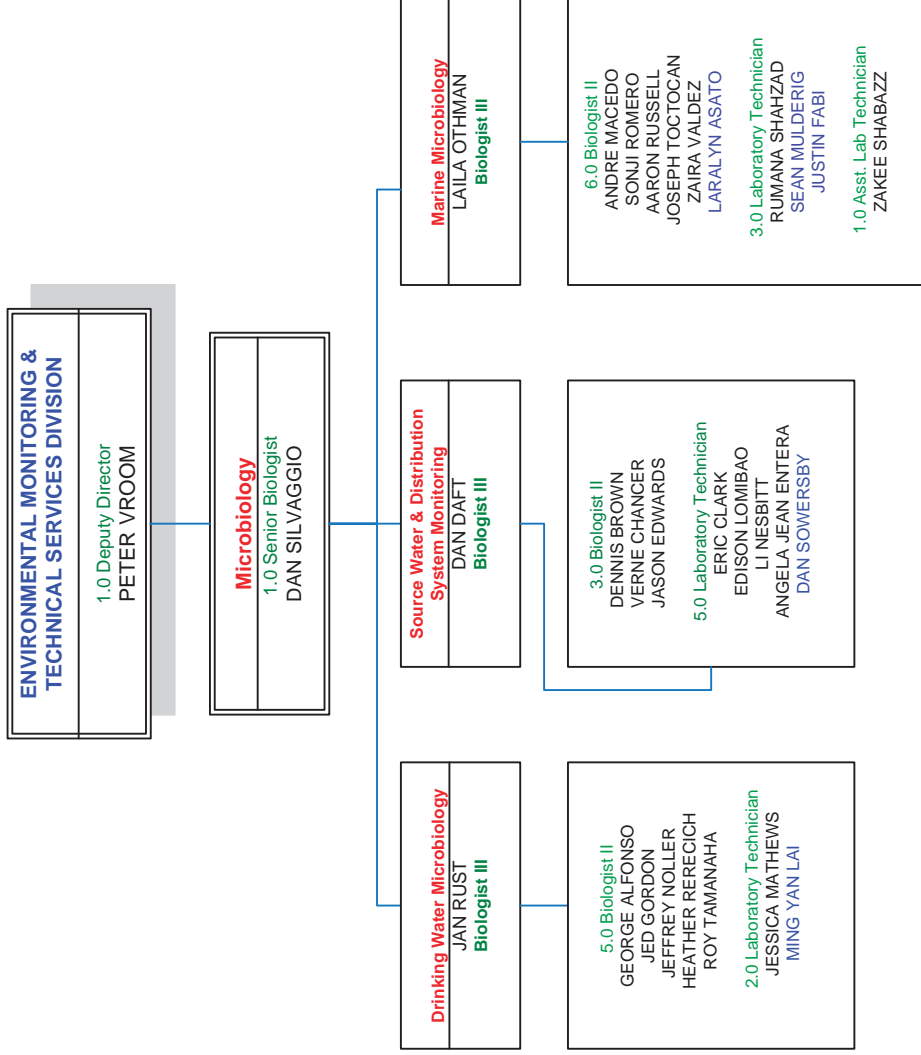 ENVIRONMENTAL MONITORING &
TECHNICAL SERVICES DIVISION
1.0 Deputy Director
PETER VROOM
Microbiology
1.0 Senior Biologist
DAN SILVAGGIO
Drinking Water Microbiology
JAN RUST
Biologist III
5.0 Biologist II
GEORGE ALFONSO
JED GORDON
JEFFREY NOLLER
HEATHER RERECICH
ROY TAMANAHA
2.0 Laboratory Technician
JESSICA MATHEWS
MING YAN LAI
Source Water & Distribution
System Monitoring
DAN DAFT
Biologist III
3.0 Biologist II
DENNIS BROWN
VERNE CHANCER
JASON EDWARDS
5.0 Laboratory Technician
ERIC CLARK
EDISON LOMIBAO
LI NESBITT
ANGELA JEAN ENTERA
DAN SOWERSBY
Marine Microbiology
LAILA OTHMAN
Biologist III
6.0 Biologist II
ANDRE MACEDO
SONJI ROMERO
AARON RUSSELL
JOSEPH TOCTOCAN
ZAIRA VALDEZ
LARALYN ASATO
3.0 Laboratory Technician
RUMANA SHAHZAD
SEAN MULDERIG
JUSTIN FABI
1.0 Asst. Lab Technician
ZAKEE SHABAZZ